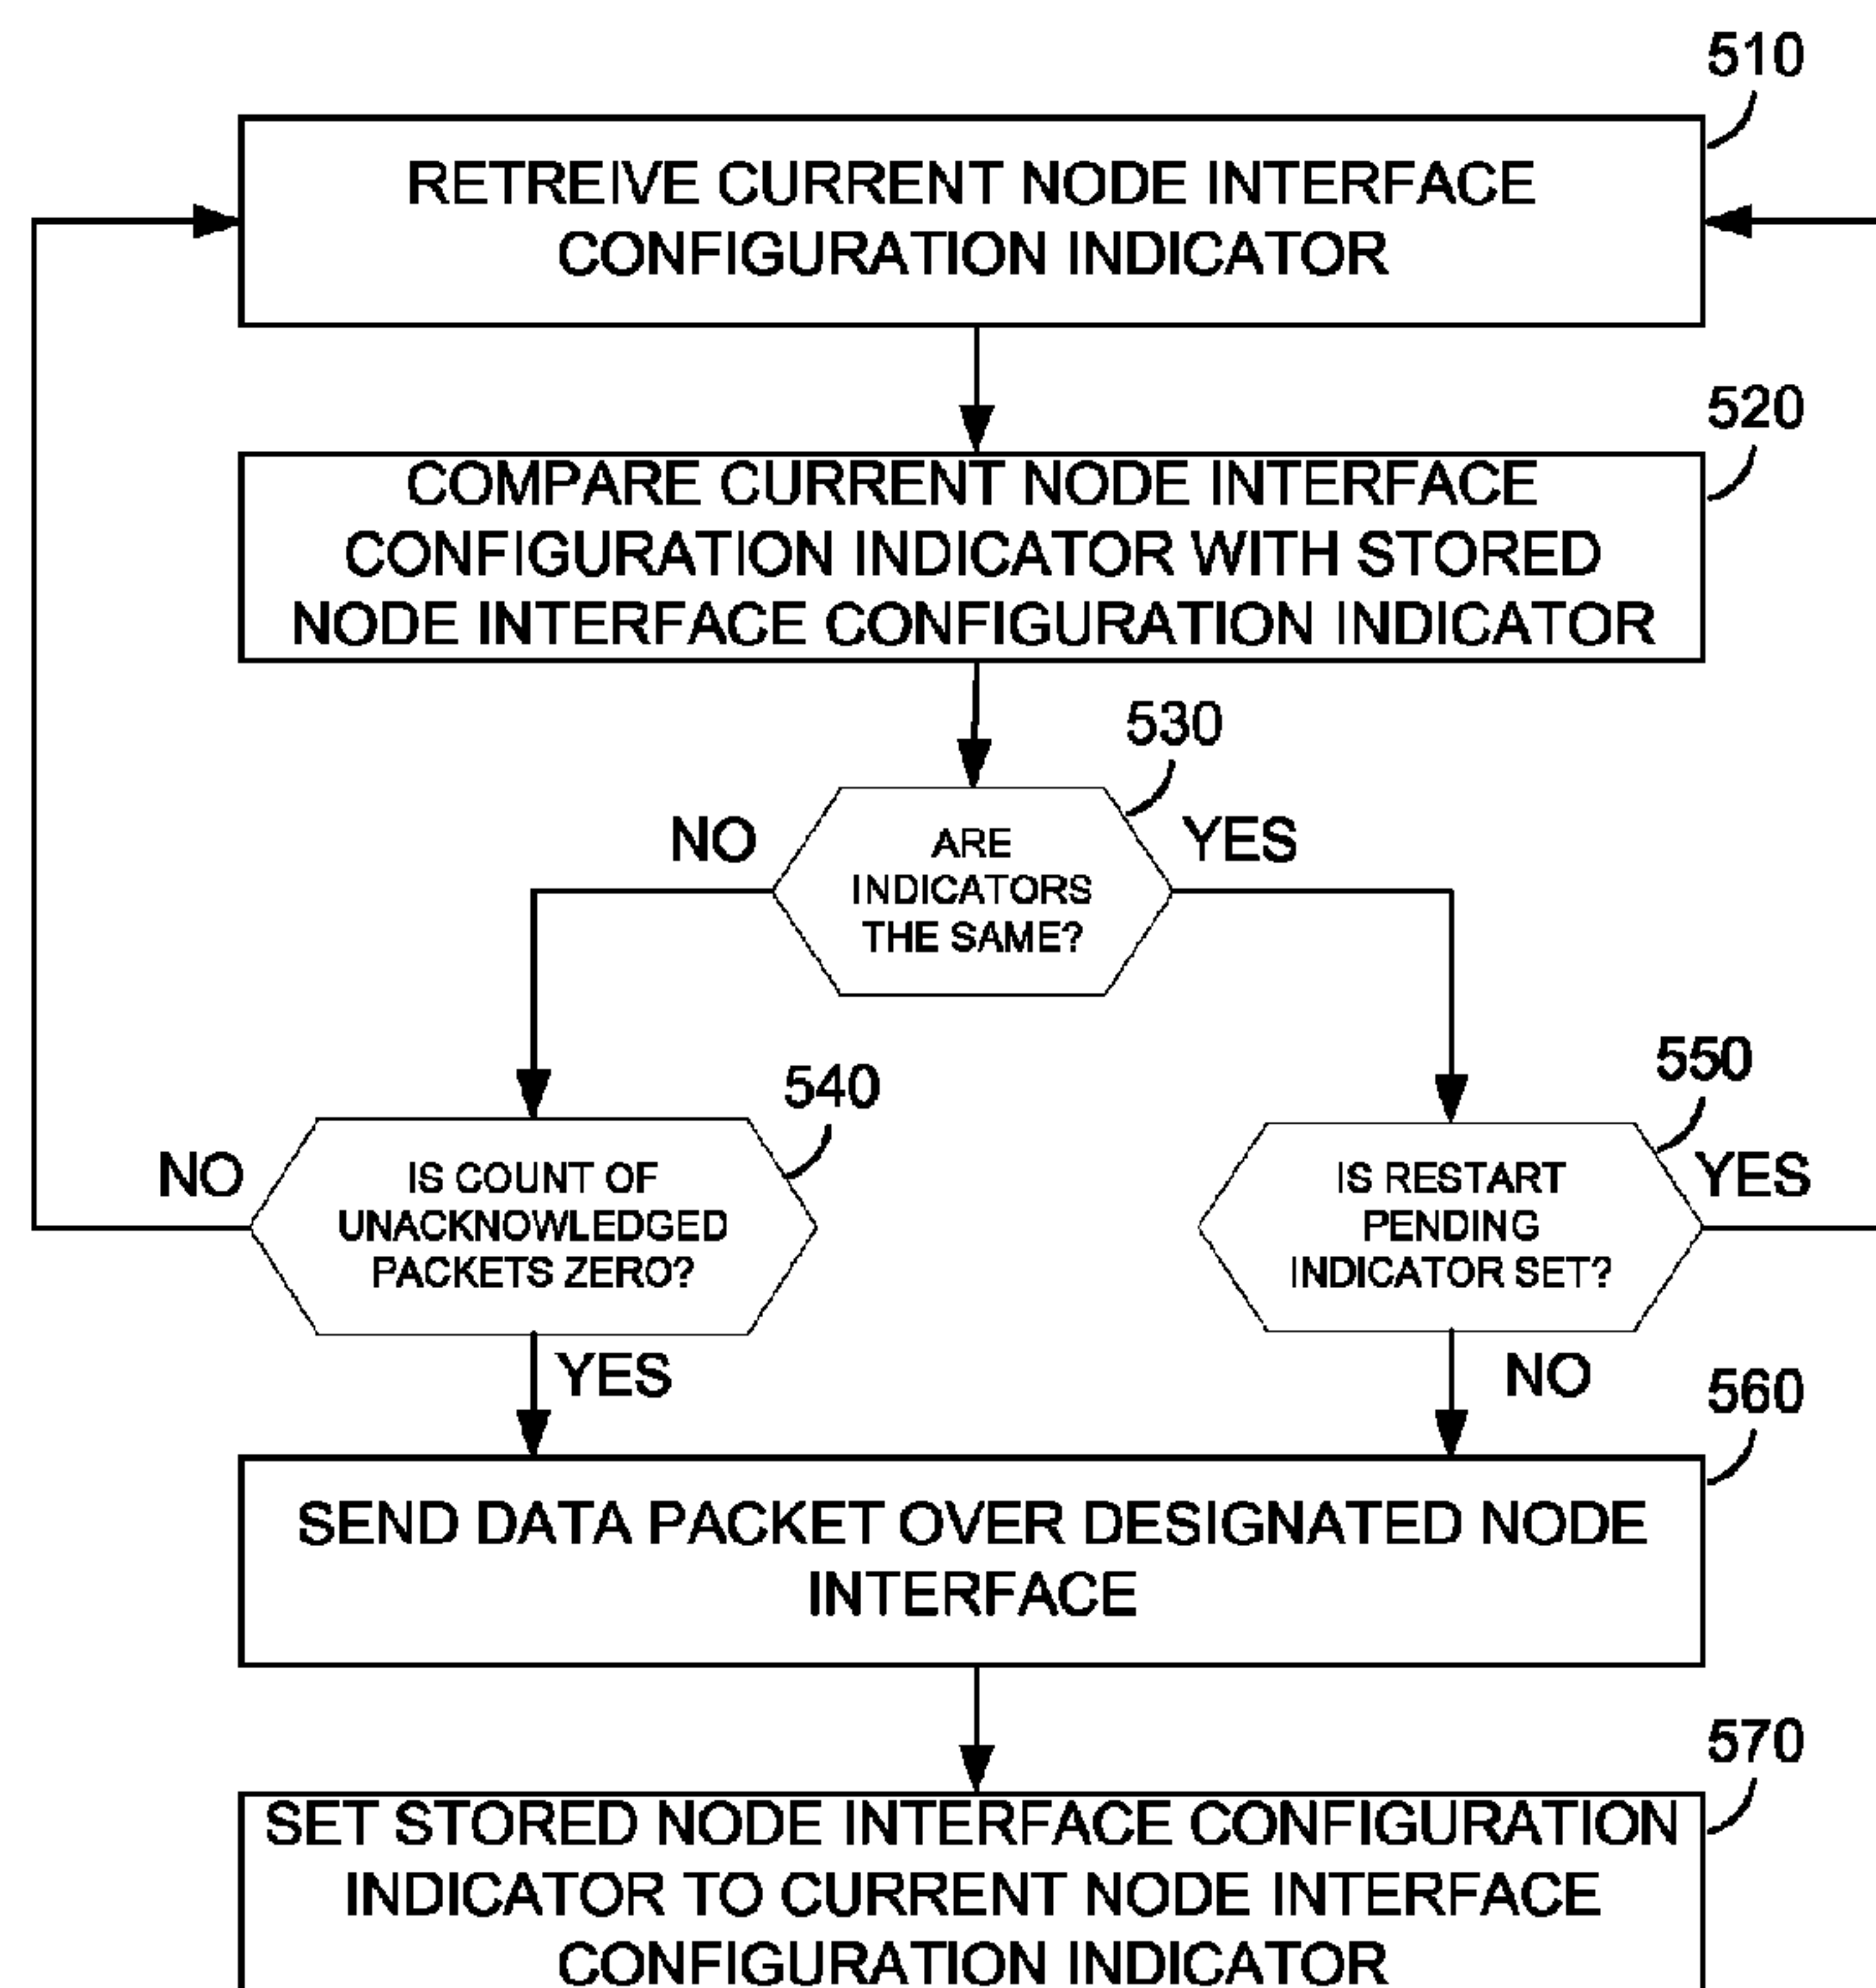 510
RETREIVE CURRENT NODE INTERFACE
CONFIGURATION INDICATOR
520
COMPARE CURRENT NODE INTERFACE
CONFIGURATION INDICATOR WITH STORED
NODE INTERFACE CONFIGURATION INDICATOR
530
NO
YES
ARE
INDICATORS
THE SAME?
540
550
NO
IS COUNT OF
UNACKNOWLEDGED
PACKETS ZERO?
IS RESTART
PENDING
INDICATOR SET?
YES
YES
NO
560
SEND DATA PACKET OVER DESIGNATED NODE
INTERFACE
570
SET STORED NODE INTERFACE CONFIGURATION
INDICATOR TO CURRENT NODE INTERFACE
CONFIGURATION INDICATOR